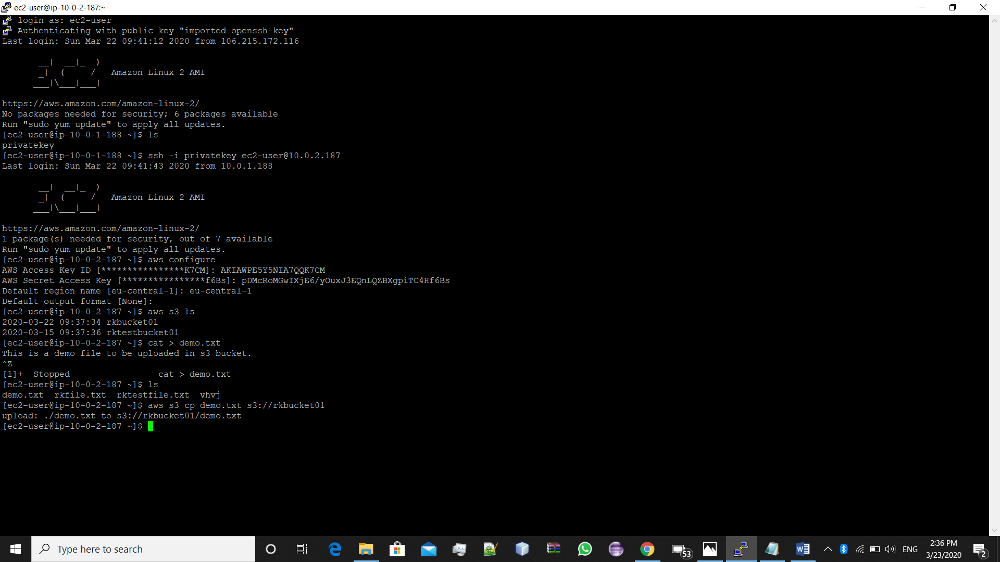 ec2-user@ip-10-0-2-187:~
login as: ec2-user
Authenticating with public key "imported-openssh-key"
Last login: Sun Mar 22 09:41:12 2020 from 106.215.172.116
__|  __|_  )
_|  (     /   Amazon Linux 2 AMI
___|\___|___|
https://aws.amazon.com/amazon-linux-2/
No packages needed for security; 6 packages available
Run "sudo yum update" to apply all updates.
[ec2-user@ip-10-0-1-188 ~]$ ls
privatekey
[ec2-user@ip-10-0-1-188 ~]$ ssh -i privatekey ec2-user@10.0.2.187
Last login: Sun Mar 22 09:41:43 2020 from 10.0.1.188
__|  __|_  )
_|  (     /   Amazon Linux 2 AMI
___|\___|___|
https://aws.amazon.com/amazon-linux-2/
1 package(s) needed for security, out of 7 available
Run "sudo yum update" to apply all updates.
[ec2-user@ip-10-0-2-187 ~]$ aws configure
AWS Access Key ID [****************K7CM]: AKIAWPE5Y5NIA7QQK7CM
AWS Secret Access Key [****************f6Bs]: 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
Default region name [eu-central-1]: eu-central-1
Default output format [None]:
[ec2-user@ip-10-0-2-187 ~]$ aws s3 ls
2020-03-22 09:37:34 rkbucket01
2020-03-15 09:37:36 rktestbucket01
[ec2-user@ip-10-0-2-187 ~]$ cat > demo.txt
This is a demo file to be uploaded in s3 bucket.
^Z
[1]+  Stopped                 cat > demo.txt
[ec2-user@ip-10-0-2-187 ~]$ ls
demo.txt  rkfile.txt  rktestfile.txt  vhvj
[ec2-user@ip-10-0-2-187 ~]$ aws s3 cp demo.txt s3://rkbucket01
upload: ./demo.txt to s3://rkbucket01/demo.txt
[ec2-user@ip-10-0-2-187 ~]$
Type here to search
53
ENG
2:36 PM
3/23/2020
2